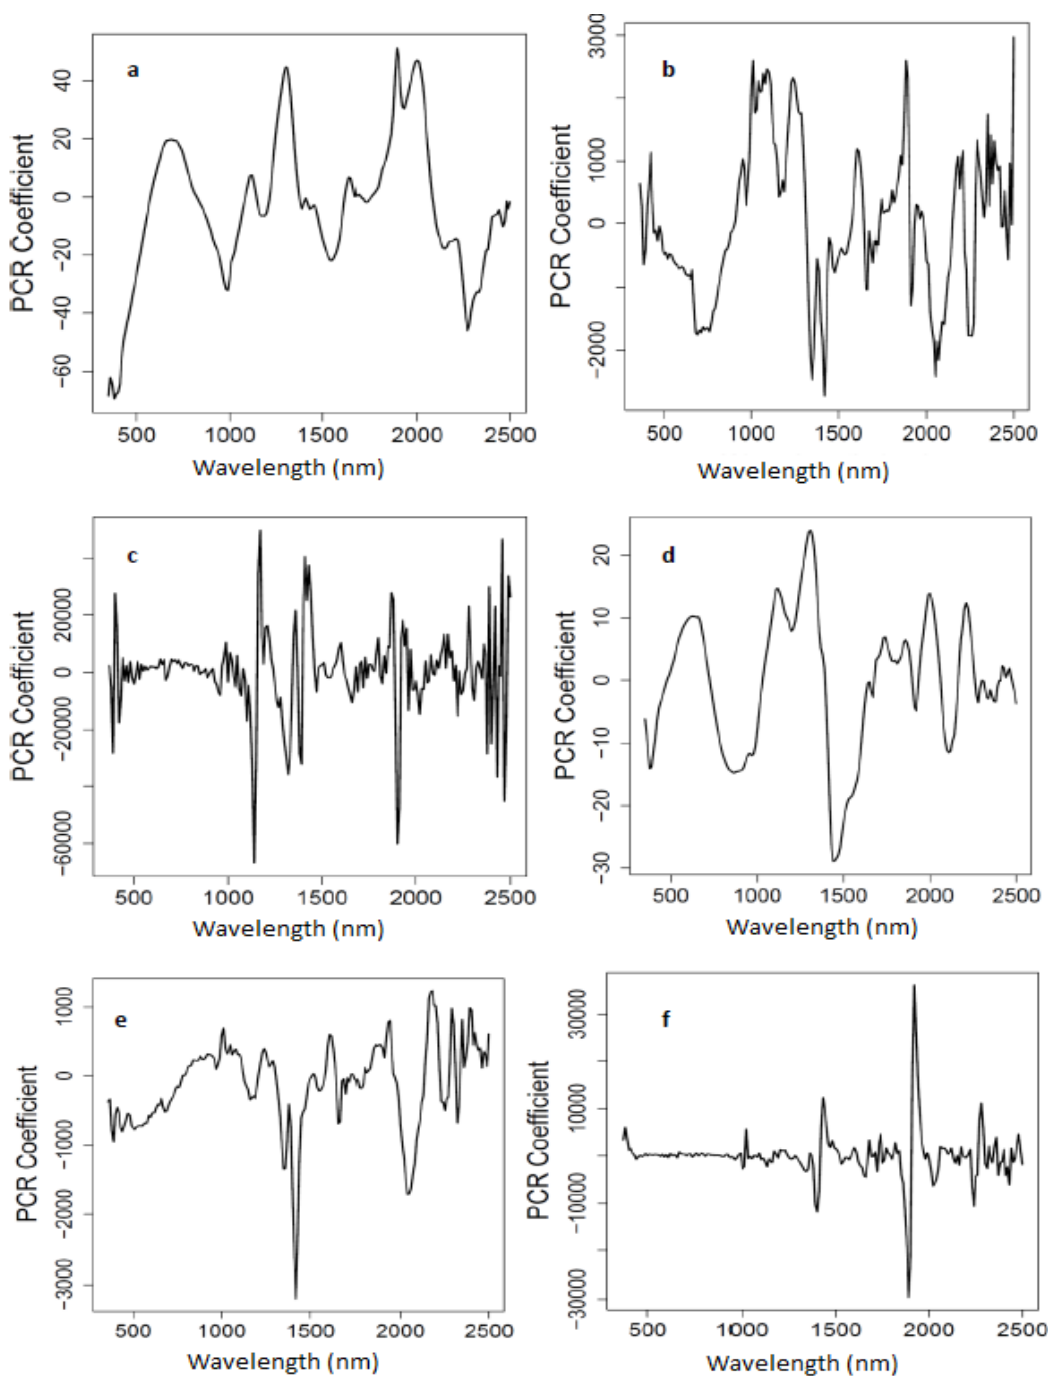 a
PCR Coefficient
40
20
0
−20
−40
−60
500 1000 1500 2000 2500
Wavelength (nm)
b
PCR Coefficient
3000
1000
0
−2000
500 1000 1500 2000 2500
Wavelength (nm)
c
PCR Coefficient
20000
0
−20000
−60000
500 1000 1500 2000 2500
Wavelength (nm)
d
PCR Coefficient
20
10
0
−10
−20
−30
500 1000 1500 2000 2500
Wavelength (nm)
e
PCR Coefficient
1000
0
−1000
−2000
−3000
500 1000 1500 2000 2500
Wavelength (nm)
f
PCR Coefficient
30000
10000
0
−10000
−30000
500 1000 1500 2000 2500
Wavelength (nm)